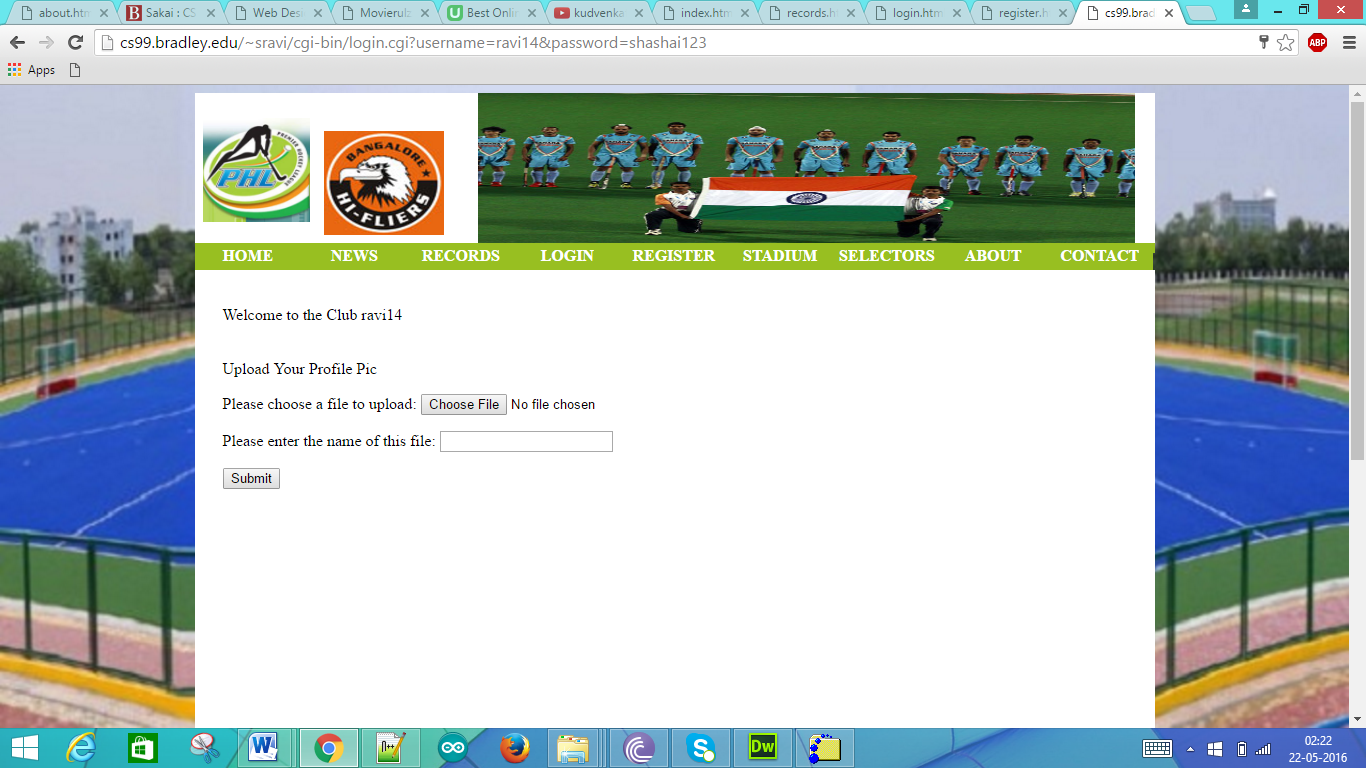 about.htm
Sakai : CS
Web Desi
Movierulz
Best Onli
kudvenka
index.htm
records.h
login.htm
register.h
cs99.brad
cs99.bradley.edu/~sravi/cgi-bin/login.cgi?username=ravi14&password=shashai123
ABP
Apps
PREMIER HOCKEY LEAGUE
PHL
BANGALORE
HI-FLIERS
SAHARA
HOME NEWS RECORDS LOGIN REGISTER STADIUM SELECTORS ABOUT CONTACT
Welcome to the Club ravi14
Upload Your Profile Pic
Please choose a file to upload: Choose File No file chosen
Please enter the name of this file:
Submit
Dw
02:22
22-05-2016